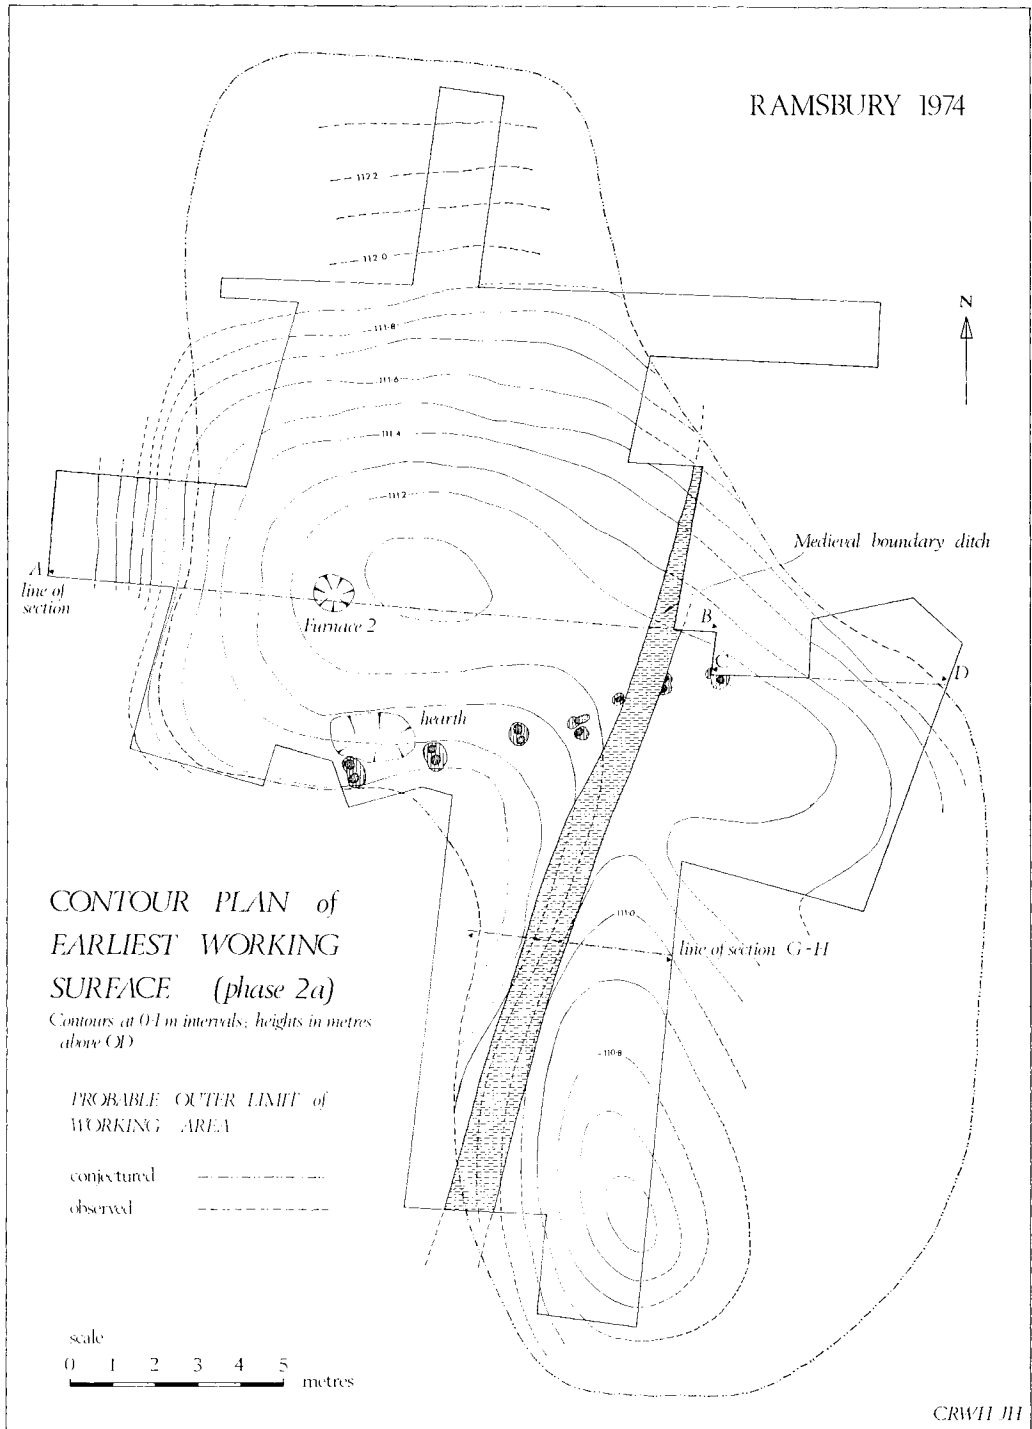 RAMSBURY 1974
112·2
112·0
N
111·8
111·6
111·4
111·2
Medieval boundary ditch
A
line of
section
Furnace 2
B
C
D
hearth
CONTOUR PLAN of
EARLIEST WORKING
SURFACE (phase 2a)
Contours at 0·1 m intervals; heights in metres
above OD
111·0
line of section G-H
110·8
PROBABLE OUTER LIMIT of
WORKING AREA
conjectured
observed
scale
0 1 2 3 4 5
metres
CRWH JH